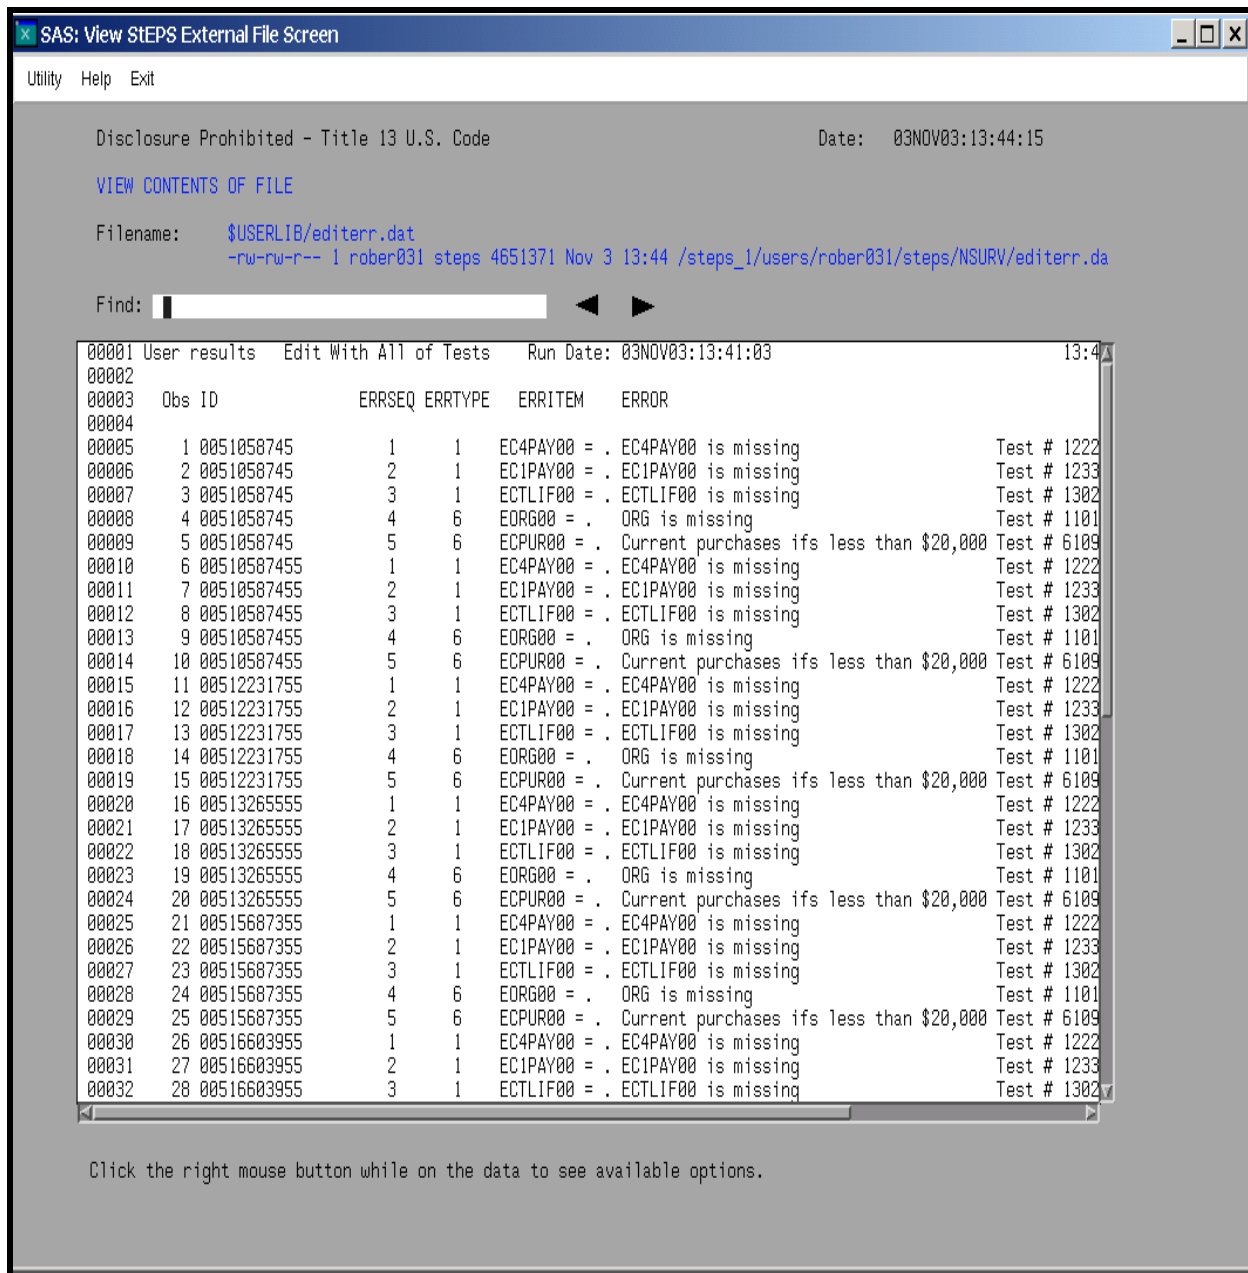 SAS: View StEPS External File Screen
Utility Help Exit
Disclosure Prohibited - Title 13 U.S. Code Date: 03NOV03:13:44:15
VIEW CONTENTS OF FILE
Filename: $USERLIB/editerr.dat
-rw-rw-r-- 1 rober031 steps 4651371 Nov 3 13:44 /steps_1/users/rober031/steps/NSURV/editerr.da
Find:
00001 User results Edit With All of Tests Run Date: 03NOV03:13:41:03 13:4
00002
00003 Obs ID ERRSEQ ERRTYPE ERRITEM ERROR
00004
00005 1 0051058745 1 1 EC4PAY00 = . EC4PAY00 is missing Test # 1222
00006 2 0051058745 2 1 EC1PAY00 = . EC1PAY00 is missing Test # 1233
00007 3 0051058745 3 1 ECTLIF00 = . ECTLIF00 is missing Test # 1302
00008 4 0051058745 4 6 EORG00 = . ORG is missing Test # 1101
00009 5 0051058745 5 6 ECPUR00 = . Current purchases ifs less than $20,000 Test # 6109
00010 6 00510587455 1 1 EC4PAY00 = . EC4PAY00 is missing Test # 1222
00011 7 00510587455 2 1 EC1PAY00 = . EC1PAY00 is missing Test # 1233
00012 8 00510587455 3 1 ECTLIF00 = . ECTLIF00 is missing Test # 1302
00013 9 00510587455 4 6 EORG00 = . ORG is missing Test # 1101
00014 10 00510587455 5 6 ECPUR00 = . Current purchases ifs less than $20,000 Test # 6109
00015 11 00512231755 1 1 EC4PAY00 = . EC4PAY00 is missing Test # 1222
00016 12 00512231755 2 1 EC1PAY00 = . EC1PAY00 is missing Test # 1233
00017 13 00512231755 3 1 ECTLIF00 = . ECTLIF00 is missing Test # 1302
00018 14 00512231755 4 6 EORG00 = . ORG is missing Test # 1101
00019 15 00512231755 5 6 ECPUR00 = . Current purchases ifs less than $20,000 Test # 6109
00020 16 00513265555 1 1 EC4PAY00 = . EC4PAY00 is missing Test # 1222
00021 17 00513265555 2 1 EC1PAY00 = . EC1PAY00 is missing Test # 1233
00022 18 00513265555 3 1 ECTLIF00 = . ECTLIF00 is missing Test # 1302
00023 19 00513265555 4 6 EORG00 = . ORG is missing Test # 1101
00024 20 00513265555 5 6 ECPUR00 = . Current purchases ifs less than $20,000 Test # 6109
00025 21 00515687355 1 1 EC4PAY00 = . EC4PAY00 is missing Test # 1222
00026 22 00515687355 2 1 EC1PAY00 = . EC1PAY00 is missing Test # 1233
00027 23 00515687355 3 1 ECTLIF00 = . ECTLIF00 is missing Test # 1302
00028 24 00515687355 4 6 EORG00 = . ORG is missing Test # 1101
00029 25 00515687355 5 6 ECPUR00 = . Current purchases ifs less than $20,000 Test # 6109
00030 26 00516603955 1 1 EC4PAY00 = . EC4PAY00 is missing Test # 1222
00031 27 00516603955 2 1 EC1PAY00 = . EC1PAY00 is missing Test # 1233
00032 28 00516603955 3 1 ECTLIF00 = . ECTLIF00 is missing Test # 1302
Click the right mouse button while on the data to see available options.